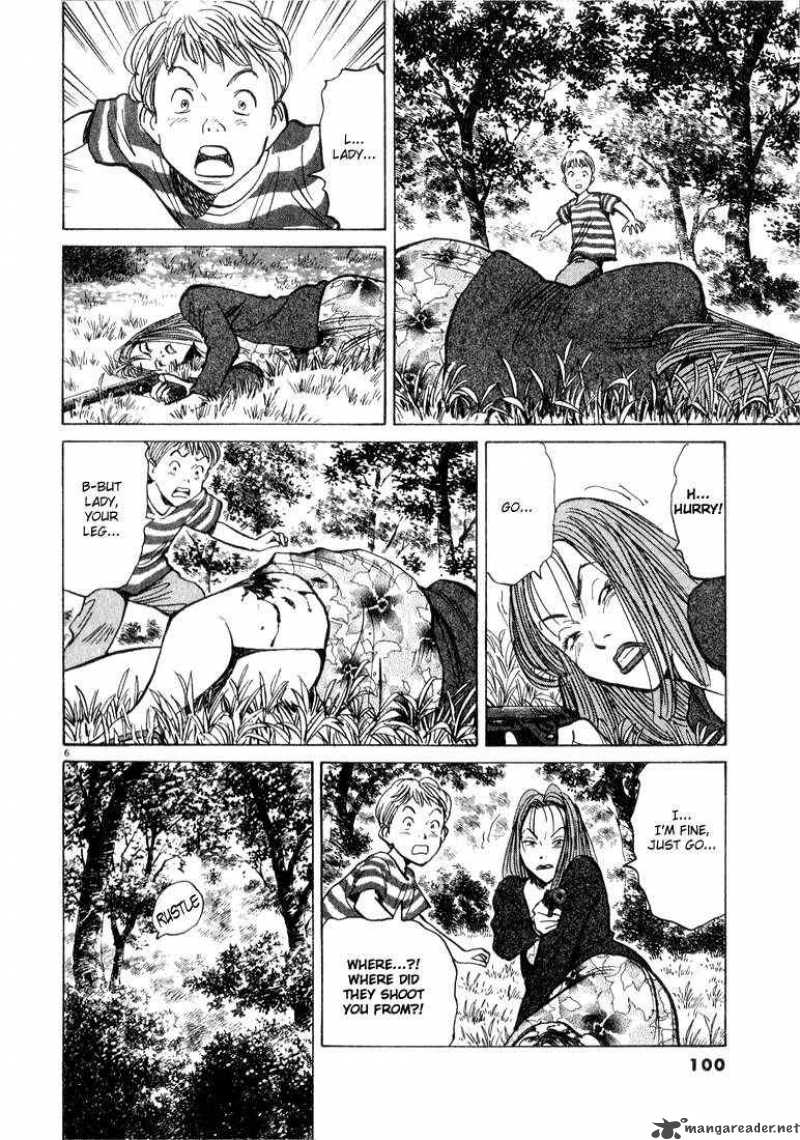 L...
LADY...
H...
HURRY!
GO...
B-BUT
LADY,
YOUR
LEG...
6
I...
I'M FINE,
JUST GO...
WHERE...?!
WHERE DID
THEY SHOOT
YOU FROM?!
RUSTLE
100
mangareader.net